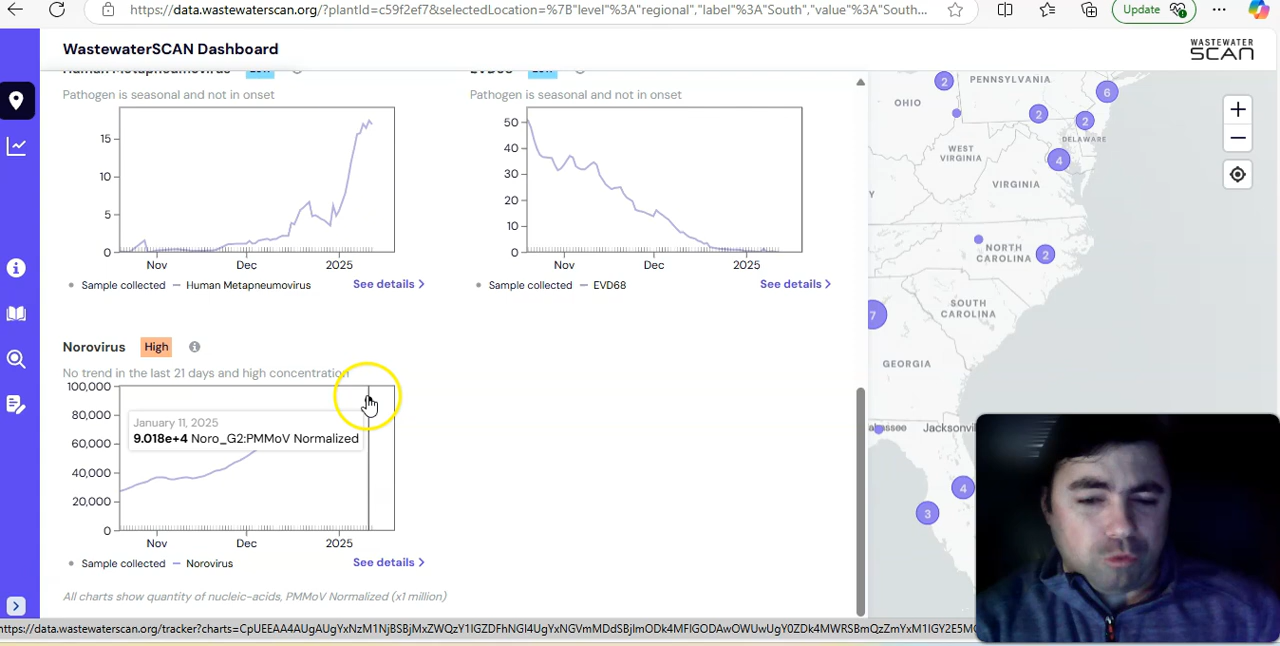 https://data.wastewaterscan.org/?plantId=c59f2ef7&selectedLocation=%7B"level"%3A"regional","label"%3A"South","value"%3A"South...
Update
WastewaterSCAN Dashboard
WASTEWATER
SCAN
Human Metapneumovirus Low
EVD68 Low
Pathogen is seasonal and not in onset
Pathogen is seasonal and not in onset
15
10
5
0
Nov Dec 2025
Sample collected Human Metapneumovirus See details >
50
40
30
20
10
0
Nov Dec 2025
Sample collected EVD68 See details >
Norovirus High
No trend in the last 21 days and high concentration
100,000
80,000
60,000
40,000
20,000
0
January 11, 2025
9.018e+4 Noro_G2:PMMoV Normalized
Nov Dec 2025
Sample collected Norovirus See details >
All charts show quantity of nucleic-acids, PMMoV Normalized (x1 million)
2
PENNSYLVANIA
6
OHIO
2
2
DELAWARE
WEST
VIRGINIA
4
VIRGINIA
Y
NORTH
CAROLINA
2
SOUTH
CAROLINA
7
GEORGIA
Jacksonvi
4
3
+
−